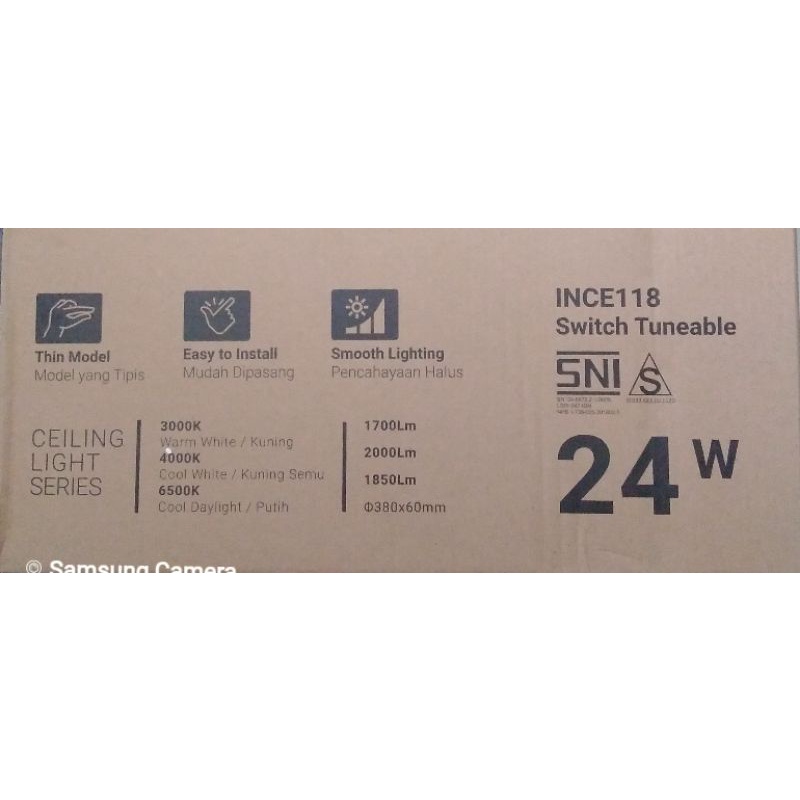 Thin Model
Model yang Tipis
Easy to Install
Mudah Dipasang
Smooth Lighting
Pencahayaan Halus
INCE118
Switch Tuneable
SNI
S
CEILING
LIGHT
SERIES
3000K
Warm White / Kuning
4000K
Cool White / Kuning Semu
6500K
Cool Daylight / Putih
1700Lm
2000Lm
1850Lm
Φ380x60mm
24W
© Samsung Camera